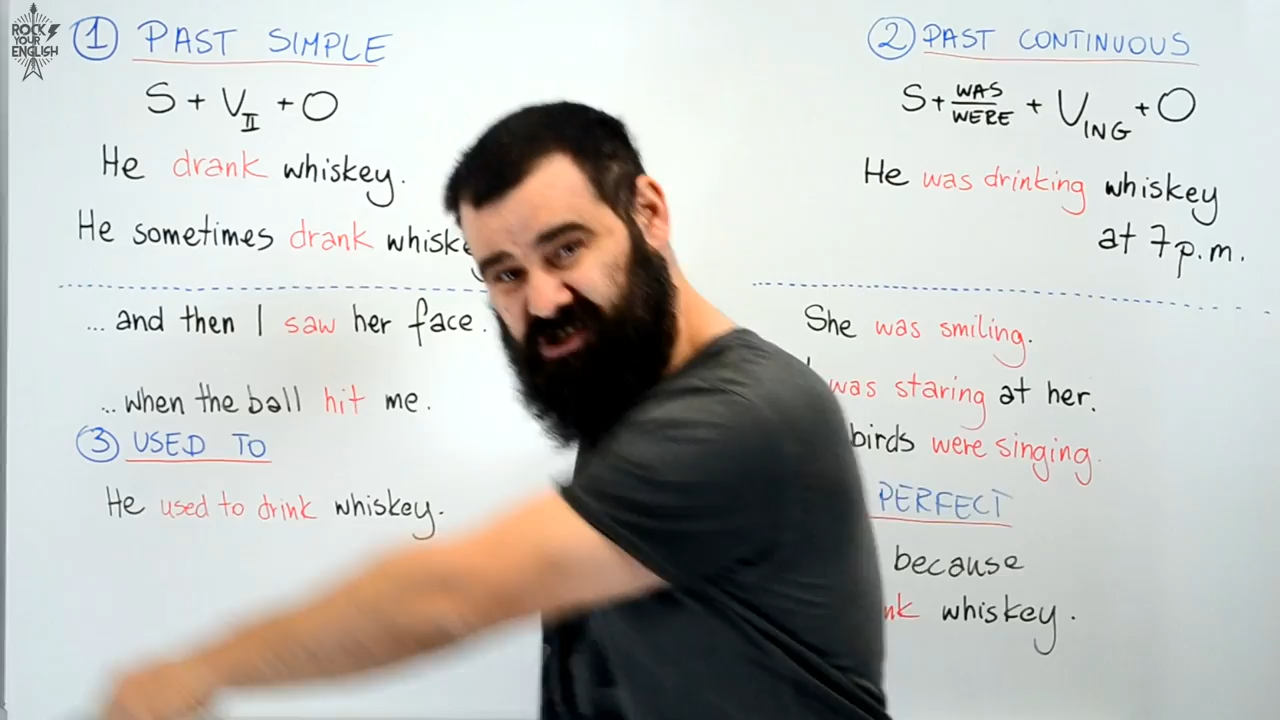 ROCK
YOUR
ENGLISH
1 PAST SIMPLE
S + V II + O
He drank whiskey.
He sometimes drank
... and then I saw her face.
... when the ball hit me.
3 USED TO
He used to drink whiskey.
2 PAST CONTINUOUS
S + WAS/WERE + V ING + O
He was drinking whiskey
at 7 p.m.
She was smiling.
was staring at her.
birds were singing.
PERFECT
because
whiskey.